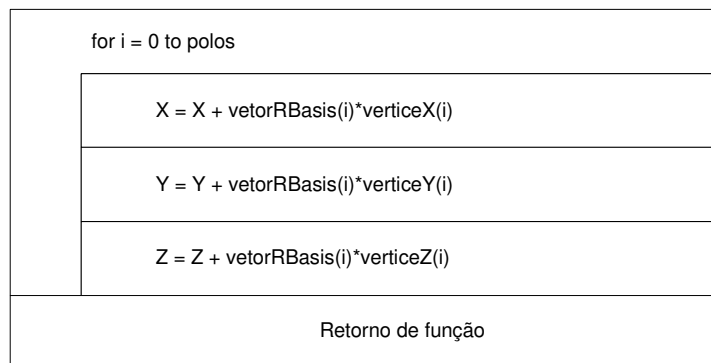 for i = 0 to polos
X = X + vetorRBasis(i)*verticeX(i)
Y = Y + vetorRBasis(i)*verticeY(i)
Z = Z + vetorRBasis(i)*verticeZ(i)
Retorno de função